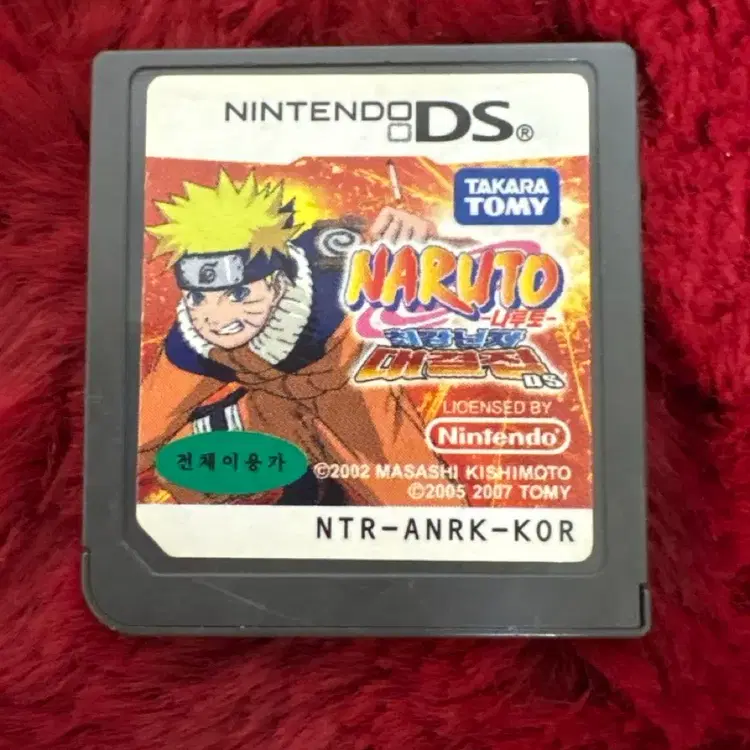 NINTENDO DS®
TAKARA
TOMY
NARUTO
-나루토-
최강닌자
대결집
DS
LICENSED BY
Nintendo®
전체이용가
©2002 MASASHI KISHIMOTO
©2005 2007 TOMY
NTR-ANRK-KOR